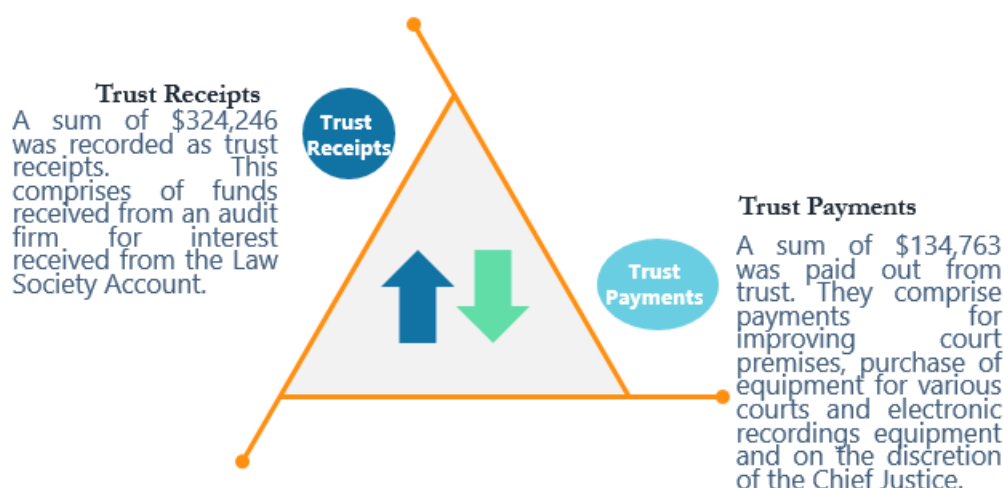 Trust Receipts
A sum of $324,246
was recorded as trust
receipts. This
comprises of funds
received from an audit
firm for interest
received from the Law
Society Account.
Trust
Receipts
Trust Payments
A sum of $134,763
was paid out from
trust. They comprise
payments for
improving court
premises, purchase of
equipment for various
courts and electronic
recordings equipment
and on the discretion
of the Chief Justice.
Trust
Payments